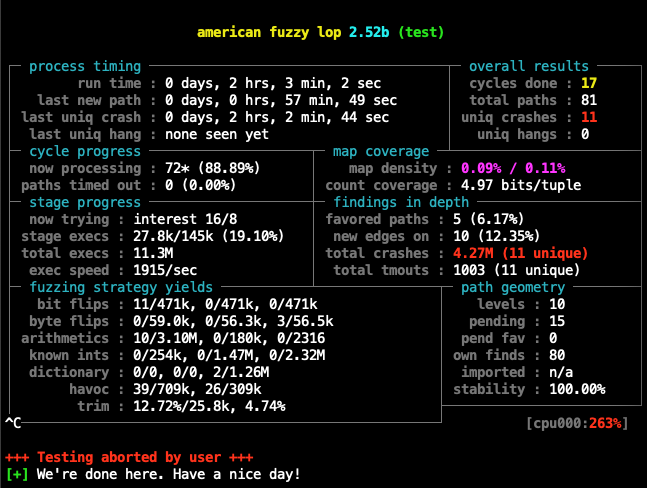 american fuzzy lop 2.52b (test)
process timing
run time : 0 days, 2 hrs, 3 min, 2 sec
last new path : 0 days, 0 hrs, 57 min, 49 sec
last uniq crash : 0 days, 2 hrs, 2 min, 44 sec
last uniq hang : none seen yet
overall results
cycles done : 17
total paths : 81
uniq crashes : 11
uniq hangs : 0
cycle progress
now processing : 72* (88.89%)
paths timed out : 0 (0.00%)
map coverage
map density : 0.09% / 0.11%
count coverage : 4.97 bits/tuple
stage progress
now trying : interest 16/8
stage execs : 27.8k/145k (19.10%)
total execs : 11.3M
exec speed : 1915/sec
findings in depth
favored paths : 5 (6.17%)
new edges on : 10 (12.35%)
total crashes : 4.27M (11 unique)
total tmouts : 1003 (11 unique)
fuzzing strategy yields
bit flips : 11/471k, 0/471k, 0/471k
byte flips : 0/59.0k, 0/56.3k, 3/56.5k
arithmetics : 10/3.10M, 0/180k, 0/2316
known ints : 0/254k, 0/1.47M, 0/2.32M
dictionary : 0/0, 0/0, 2/1.26M
havoc : 39/709k, 26/309k
trim : 12.72%/25.8k, 4.74%
path geometry
levels : 10
pending : 15
pend fav : 0
own finds : 80
imported : n/a
stability : 100.00%
^C
[cpu000:263%]
+++ Testing aborted by user +++
[+] We're done here. Have a nice day!